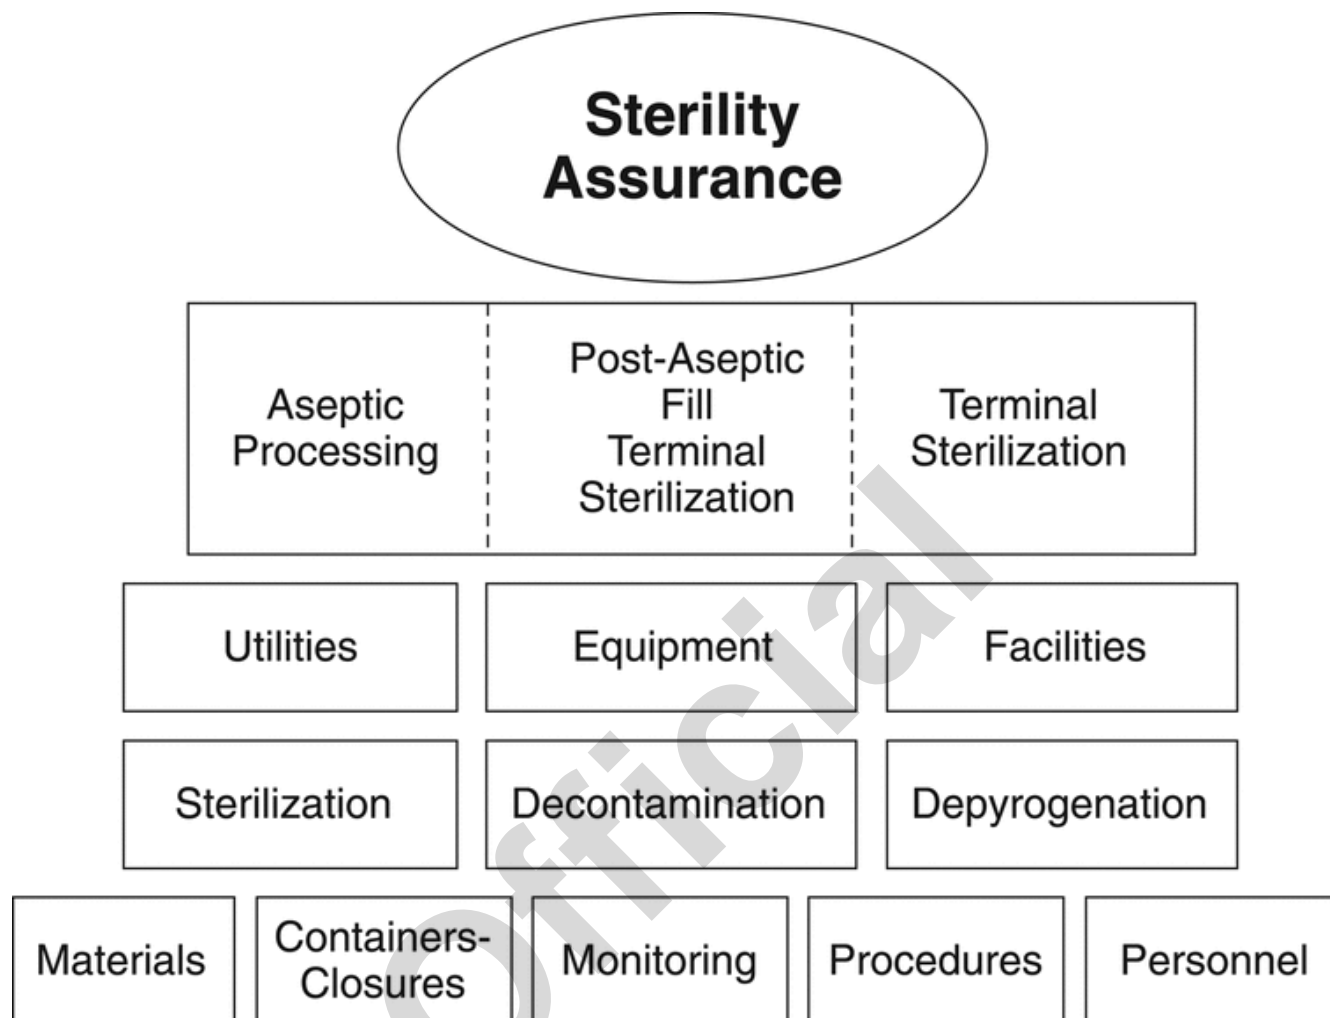 Sterility
Assurance
Aseptic
Processing
Post-Aseptic
Fill
Terminal
Sterilization
Terminal
Sterilization
Utilities
Equipment
Facilities
Sterilization
Decontamination
Depyrogenation
Materials
Containers-
Closures
Monitoring
Procedures
Personnel
Official